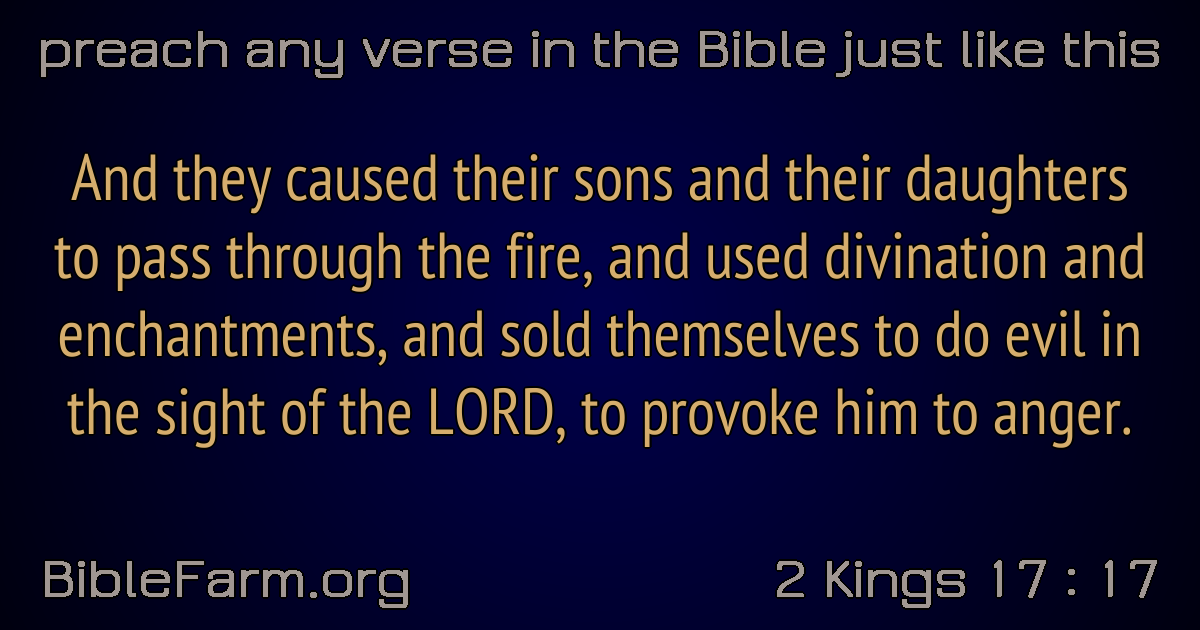 preach any verse in the Bible just like this
And they caused their sons and their daughters
to pass through the fire, and used divination and
enchantments, and sold themselves to do evil in
the sight of the LORD, to provoke him to anger.
BibleFarm.org
2 Kings 17 : 17